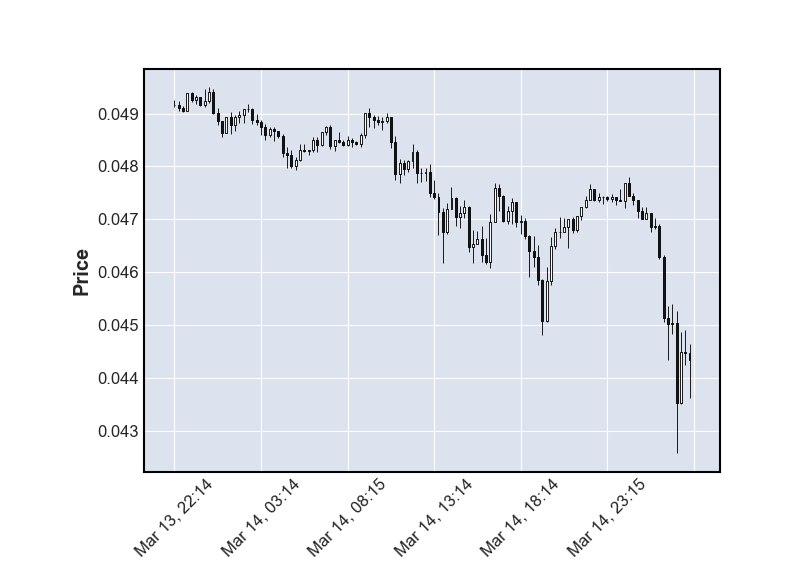 0.049
0.048
0.047
0.046
0.045
0.044
0.043
Price
Mar 13, 22:14
Mar 14, 03:14
Mar 14, 08:15
Mar 14, 13:14
Mar 14, 18:14
Mar 14, 23:15